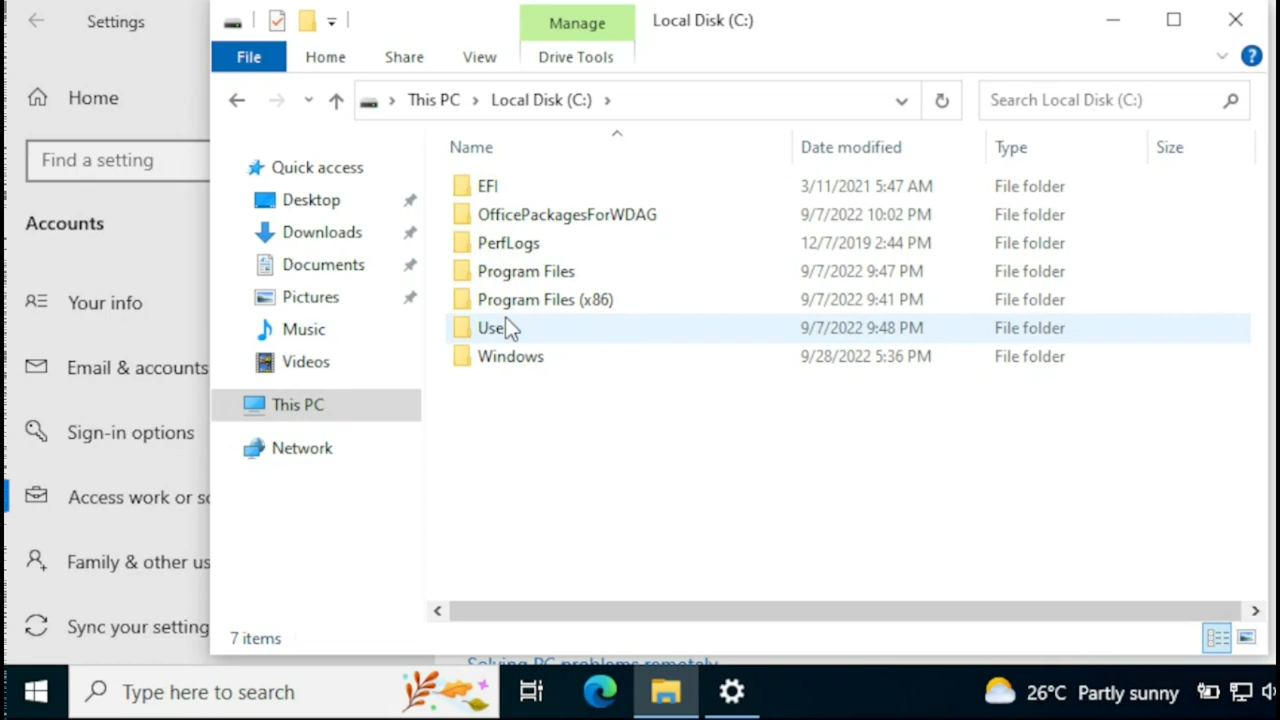 Settings
Home
Find a setting
Accounts
Your info
Email & accounts
Sign-in options
Access work or sc
Family & other us
Sync your setting
Manage
Local Disk (C:)
File
Home
Share
View
Drive Tools
This PC
Local Disk (C:)
Search Local Disk (C:)
Quick access
Desktop
Downloads
Documents
Pictures
Music
Videos
This PC
Network
Name Date modified Type Size
EFI 3/11/2021 5:47 AM File folder
OfficePackagesForWDAG 9/7/2022 10:02 PM File folder
PerfLogs 12/7/2019 2:44 PM File folder
Program Files 9/7/2022 9:47 PM File folder
Program Files (x86) 9/7/2022 9:41 PM File folder
Use 9/7/2022 9:48 PM File folder
Windows 9/28/2022 5:36 PM File folder
7 items
Solving PC problems remotely
Type here to search
26°C Partly sunny